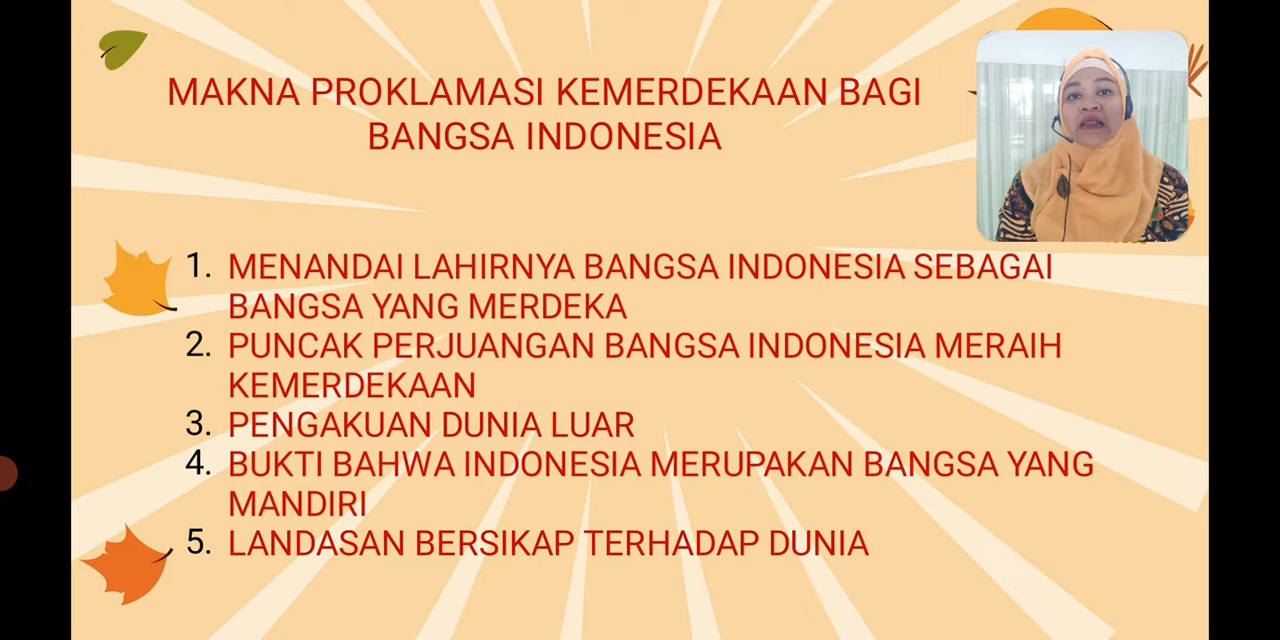 MAKNA PROKLAMASI KEMERDEKAAN BAGI
BANGSA INDONESIA
1. MENANDAI LAHIRNYA BANGSA INDONESIA SEBAGAI
BANGSA YANG MERDEKA
2. PUNCAK PERJUANGAN BANGSA INDONESIA MERAIH
KEMERDEKAAN
3. PENGAKUAN DUNIA LUAR
4. BUKTI BAHWA INDONESIA MERUPAKAN BANGSA YANG
MANDIRI
5. LANDASAN BERSIKAP TERHADAP DUNIA